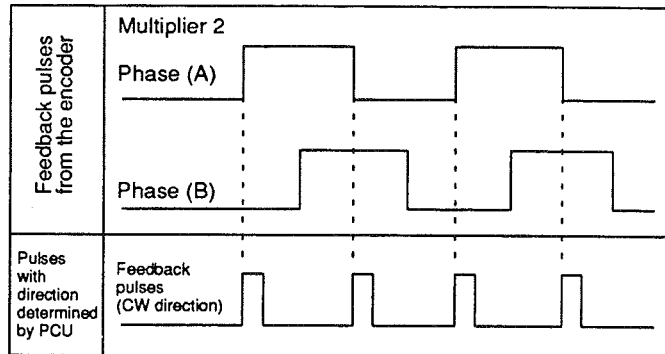 Feedback pulses
from the encoder
Multiplier 2
Phase (A)
Phase (B)
Pulses
with
direction
determined
by PCU
Feedback
pulses
(CW direction)